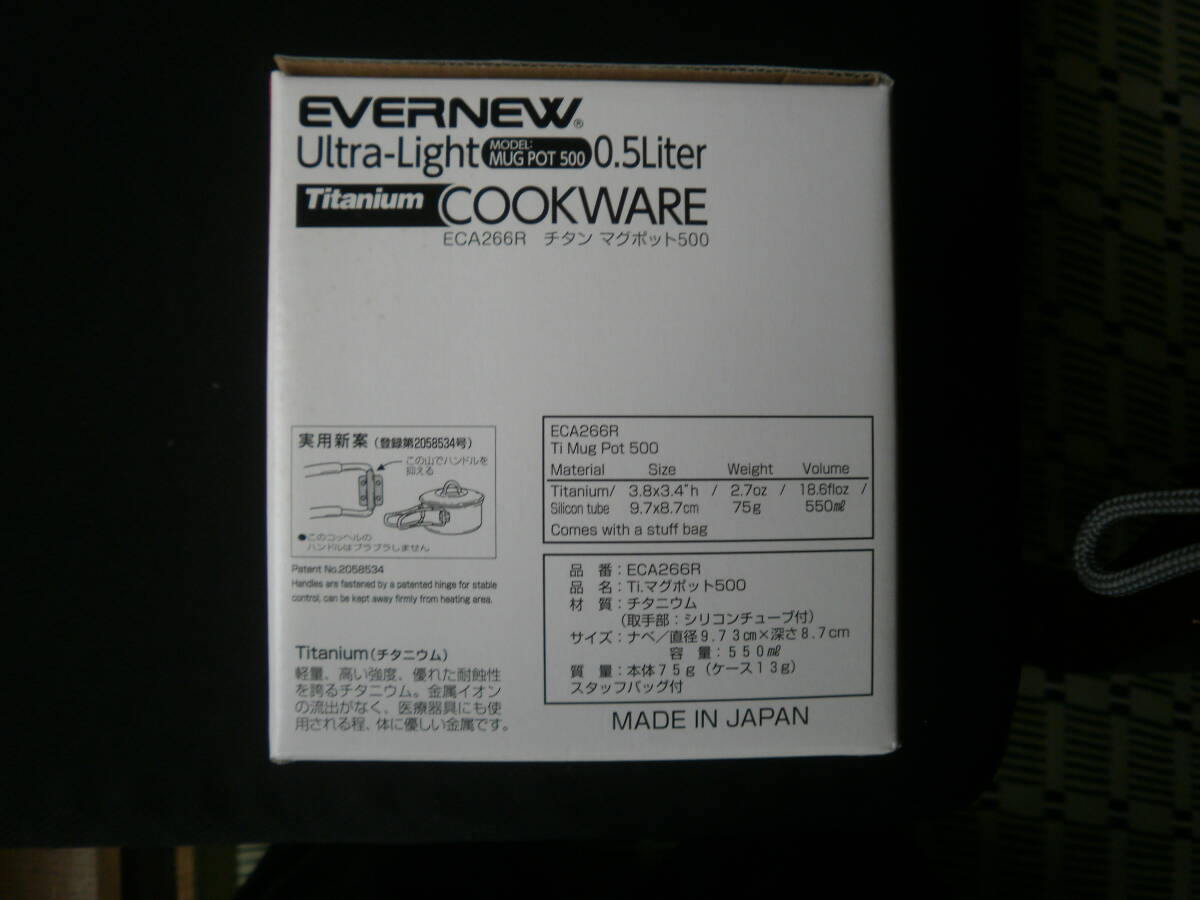 EVERNEW®
Ultra-Light MODEL: MUG POT 500 0.5Liter
Titanium COOKWARE
ECA266R チタン マグポット500
実用新案（登録第2058534号）
この山でハンドルを
抑える
●このコッヘルの
ハンドルはブラブラしません
Patent No.2058534
Handles are fastened by a patented hinge for stable
control, can be kept away firmly from heating area.
Titanium（チタニウム）
軽量、高い強度、優れた耐蝕性
を誇るチタニウム。金属イオン
の流出がなく、医療器具にも使
用される程、体に優しい金属です。
ECA266R
Ti Mug Pot 500
Material Size Weight Volume
Titanium/ 3.8x3.4"h / 2.7oz / 18.6floz /
Silicon tube 9.7x8.7cm 75g 550㎖
Comes with a stuff bag
品 番：ECA266R
品 名：Ti.マグポット500
材 質：チタニウム
（取手部：シリコンチューブ付）
サイズ：ナベ／直径9.73㎝×深さ8.7cm
容 量：550㎖
質 量：本体75g（ケース13g）
スタッフバッグ付
MADE IN JAPAN